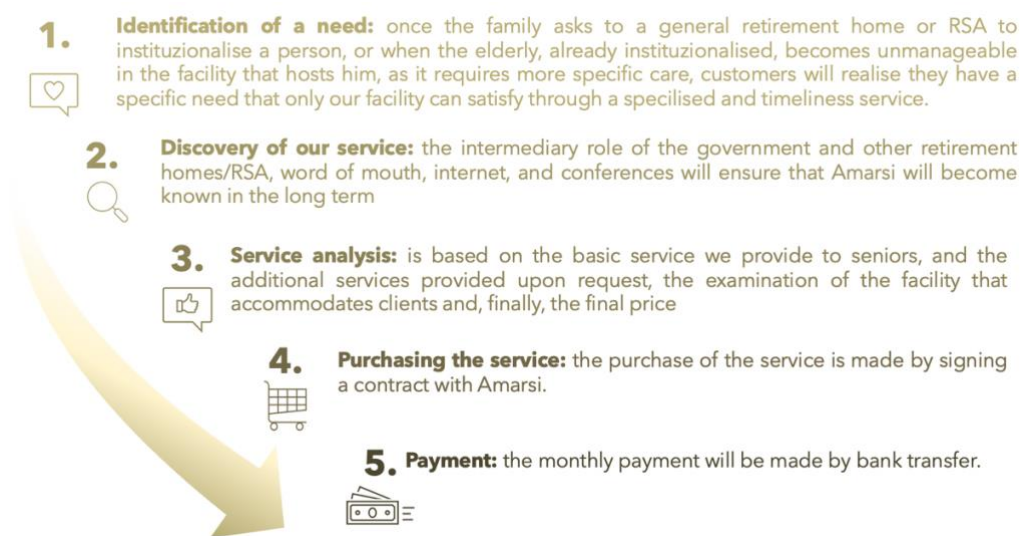 1. Identification of a need: once the family asks to a general retirement home or RSA to
instituzionalise a person, or when the elderly, already instituzionalised, becomes unmanageable
in the facility that hosts him, as it requires more specific care, customers will realise they have a
specific need that only our facility can satisfy through a specilised and timeliness service.
2. Discovery of our service: the intermediary role of the government and other retirement
homes/RSA, word of mouth, internet, and conferences will ensure that Amarsi will become
known in the long term
3. Service analysis: is based on the basic service we provide to seniors, and the
additional services provided upon request, the examination of the facility that
accommodates clients and, finally, the final price
4. Purchasing the service: the purchase of the service is made by signing
a contract with Amarsi.
5. Payment: the monthly payment will be made by bank transfer.